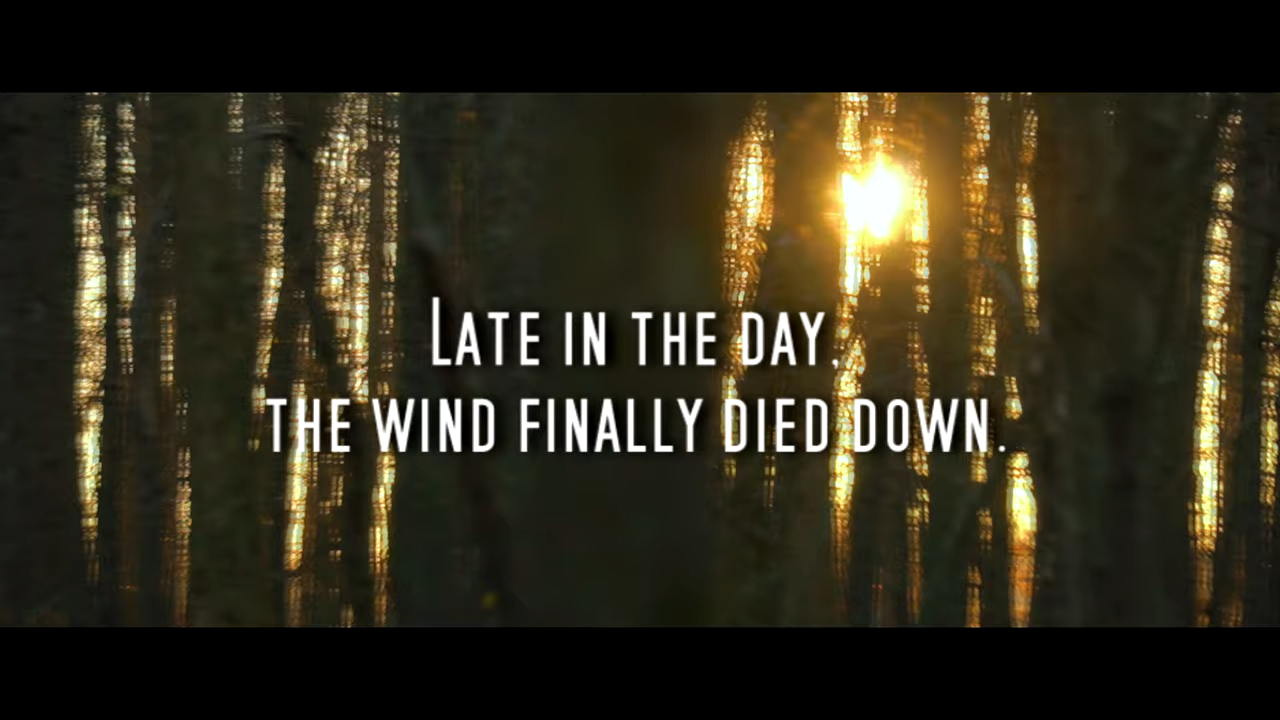 Late in the day,
the wind finally died down.